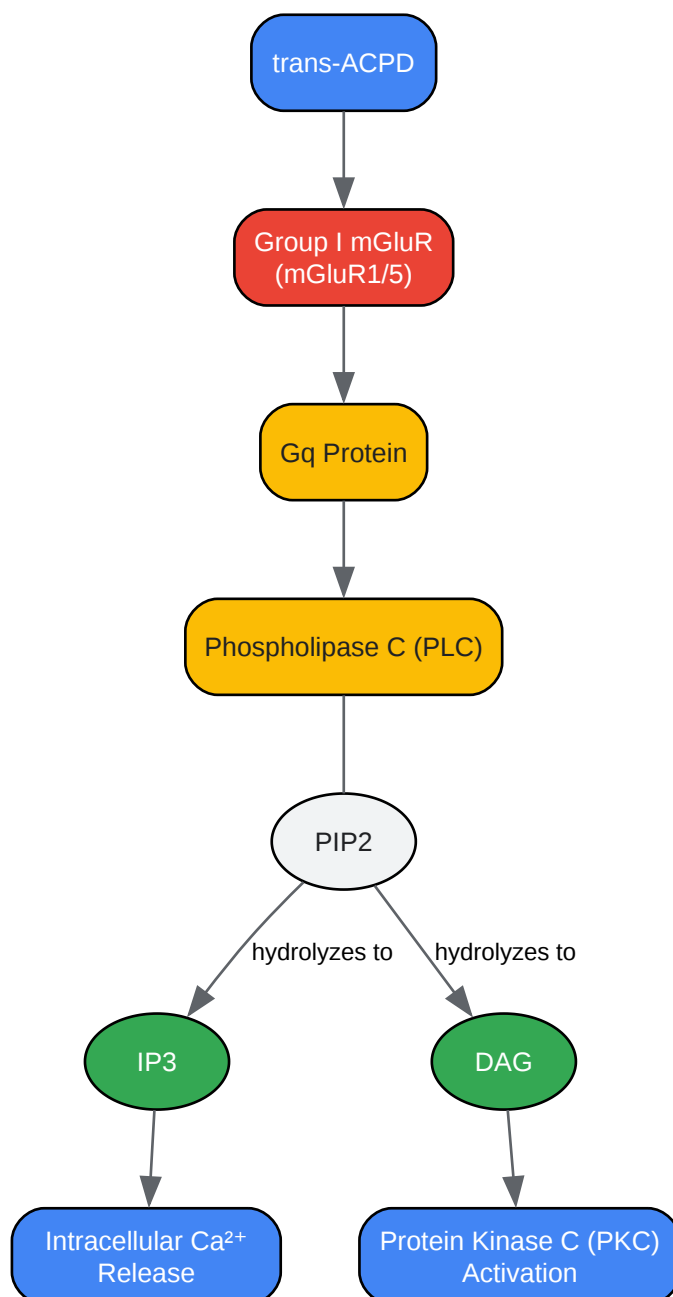 trans-ACPD
Group I mGluR
(mGluR1/5)
Gq Protein
Phospholipase C (PLC)
PIP2
hydrolyzes to
hydrolyzes to
IP3
DAG
Intracellular Ca²⁺
Release
Protein Kinase C (PKC)
Activation